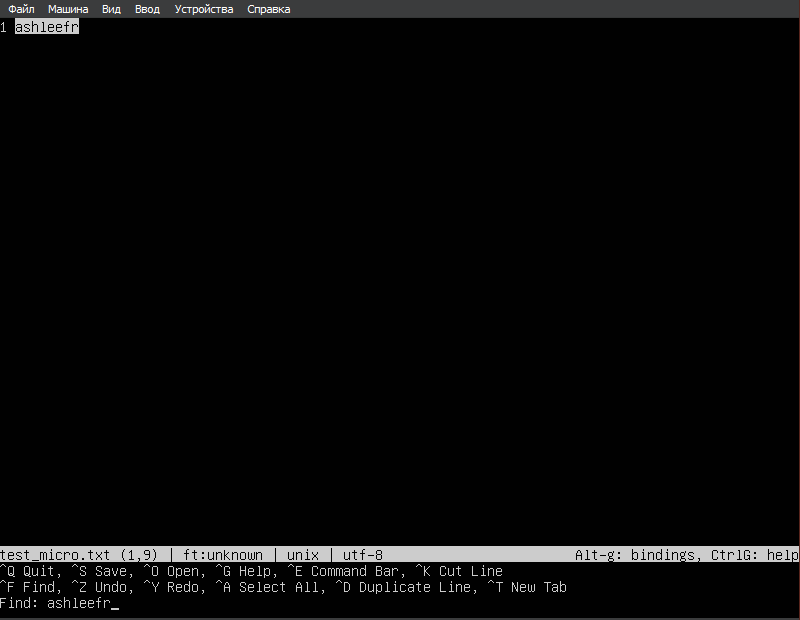 Файл Машина Вид Ввод Устройства Справка
1 ashleefr
test_micro.txt (1,9) | ft:unknown | unix | utf-8 Alt-g: bindings, CtrlG: help
^Q Quit, ^S Save, ^O Open, ^G Help, ^E Command Bar, ^K Cut Line
^F Find, ^Z Undo, ^Y Redo, ^A Select All, ^D Duplicate Line, ^T New Tab
Find: ashleefr_